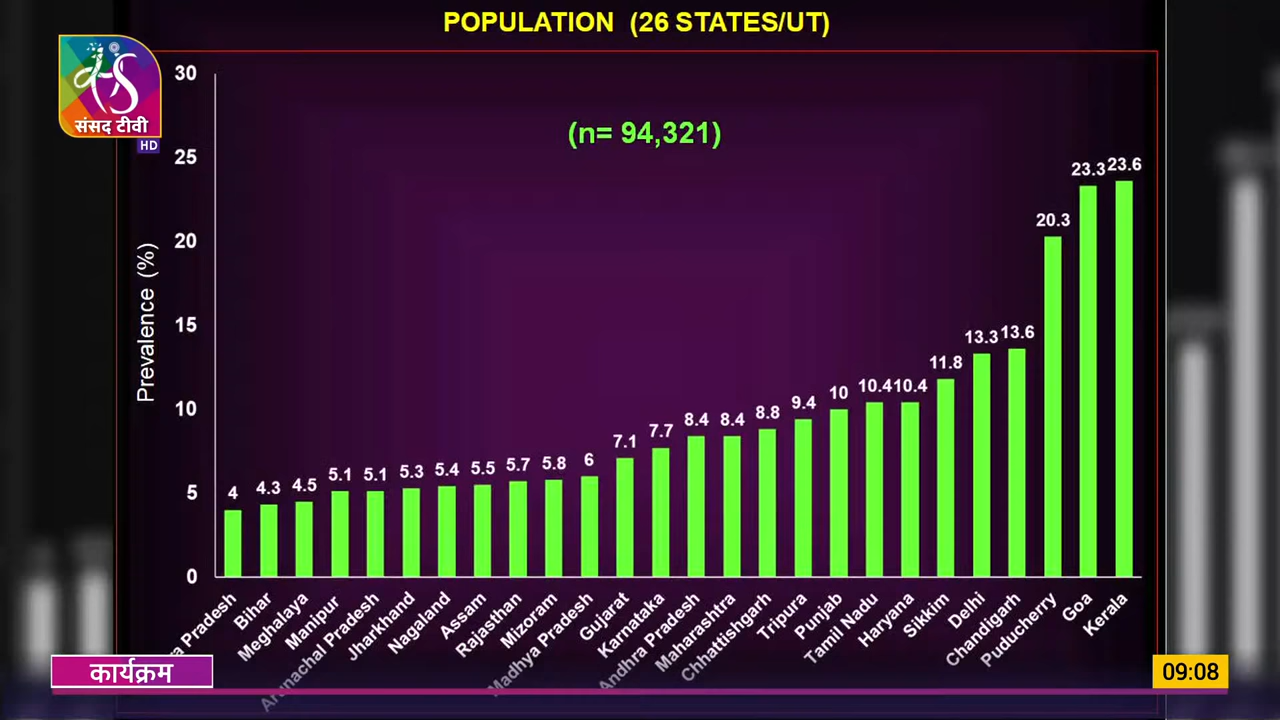 POPULATION (26 STATES/UT)
संसद टीवी
HD
(n= 94,321)
Prevalence (%)
30
25
20
15
10
5
0
4
4.3
4.5
5.1
5.1
5.3
5.4
5.5
5.7
5.8
6
7.1
7.7
8.4
8.4
8.8
9.4
10
10.4
10.4
11.8
13.3
13.6
20.3
23.3
23.6
Pradesh
Bihar
Meghalaya
Manipur
Arunachal Pradesh
Jharkhand
Nagaland
Assam
Rajasthan
Mizoram
Madhya Pradesh
Gujarat
Karnataka
Andhra Pradesh
Maharashtra
Chhattishgarh
Tripura
Punjab
Tamil Nadu
Haryana
Sikkim
Delhi
Chandigarh
Puducherry
Goa
Kerala
कार्यक्रम
09:08